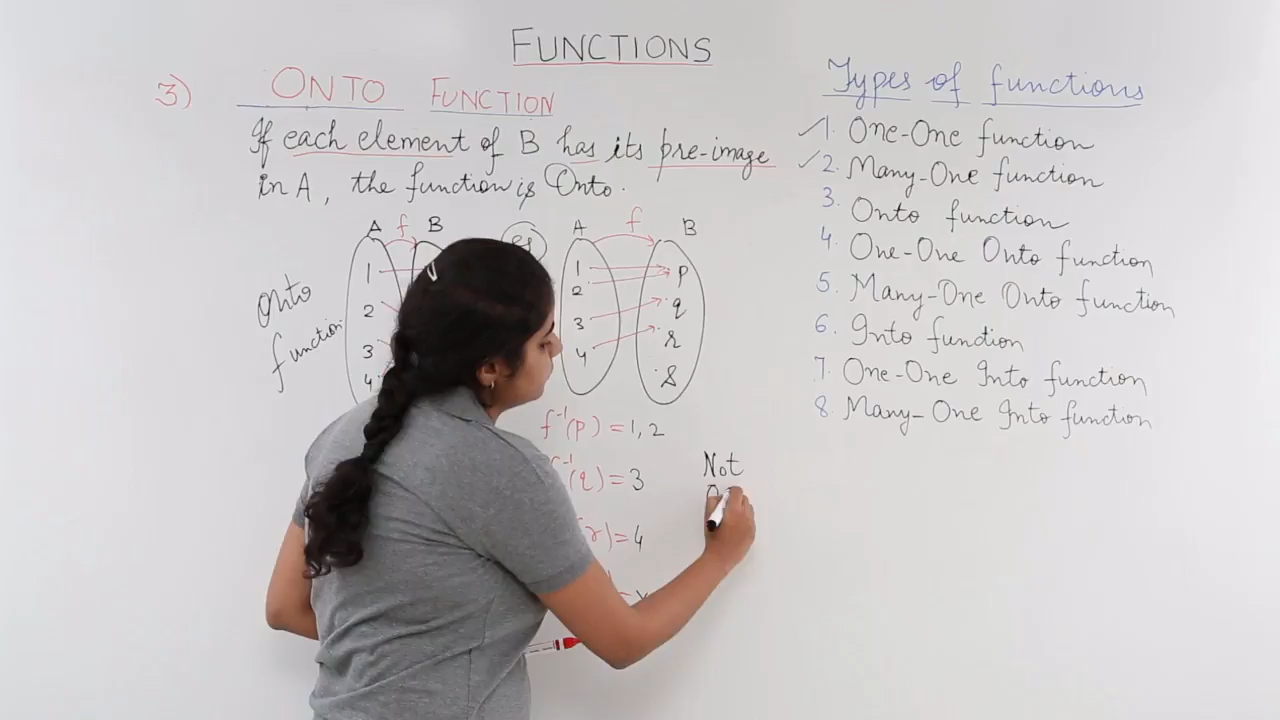 FUNCTIONS
3) ONTO FUNCTION
If each element of B has its pre-image
in A, the function is Onto.
Onto
function
A f B
1
2
3
4
A f B
1
2
3
4
p
q
r
s
f⁻¹(p) = 1, 2
(q) = 3
(r) = 4
Not
Types of functions
✓1. One-One function
✓2. Many-One function
3. Onto function
4. One-One Onto function
5. Many-One Onto function
6. Into function
7. One-One Into function
8. Many-One Into function